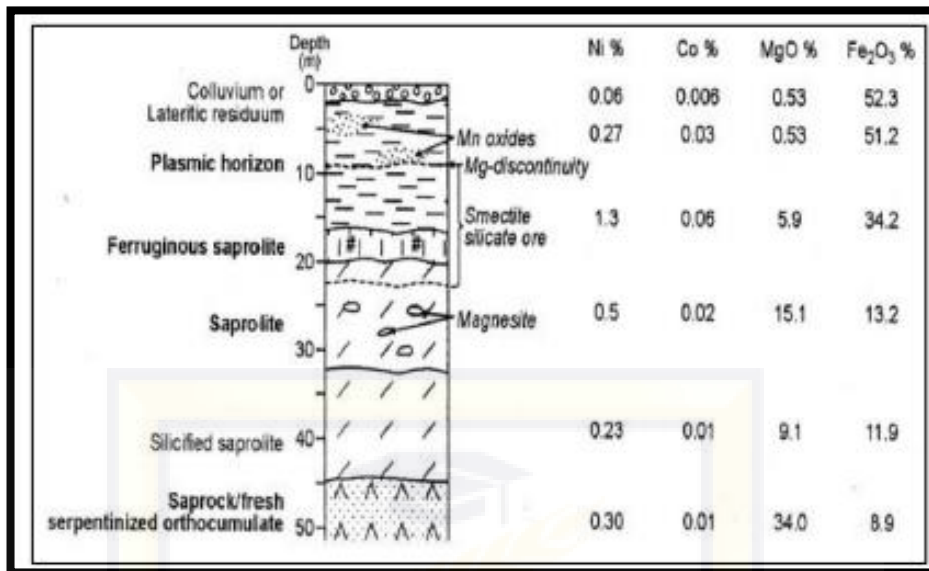 Depth
(m)
Ni %
Co %
MgO %
Fe₂O₃ %
0
Colluvium or
Lateritic residuum
0.06
0.006
0.53
52.3
Mn oxides
0.27
0.03
0.53
51.2
Plasmic horizon
Mg-discontinuity
10
Smectite
silicate ore
1.3
0.06
5.9
34.2
# #
Ferruginous saprolite
20
Saprolite
Magnesite
0.5
0.02
15.1
13.2
30
Silicified saprolite
40
0.23
0.01
9.1
11.9
Saprock/fresh
serpentinized orthocumulate
50
0.30
0.01
34.0
8.9